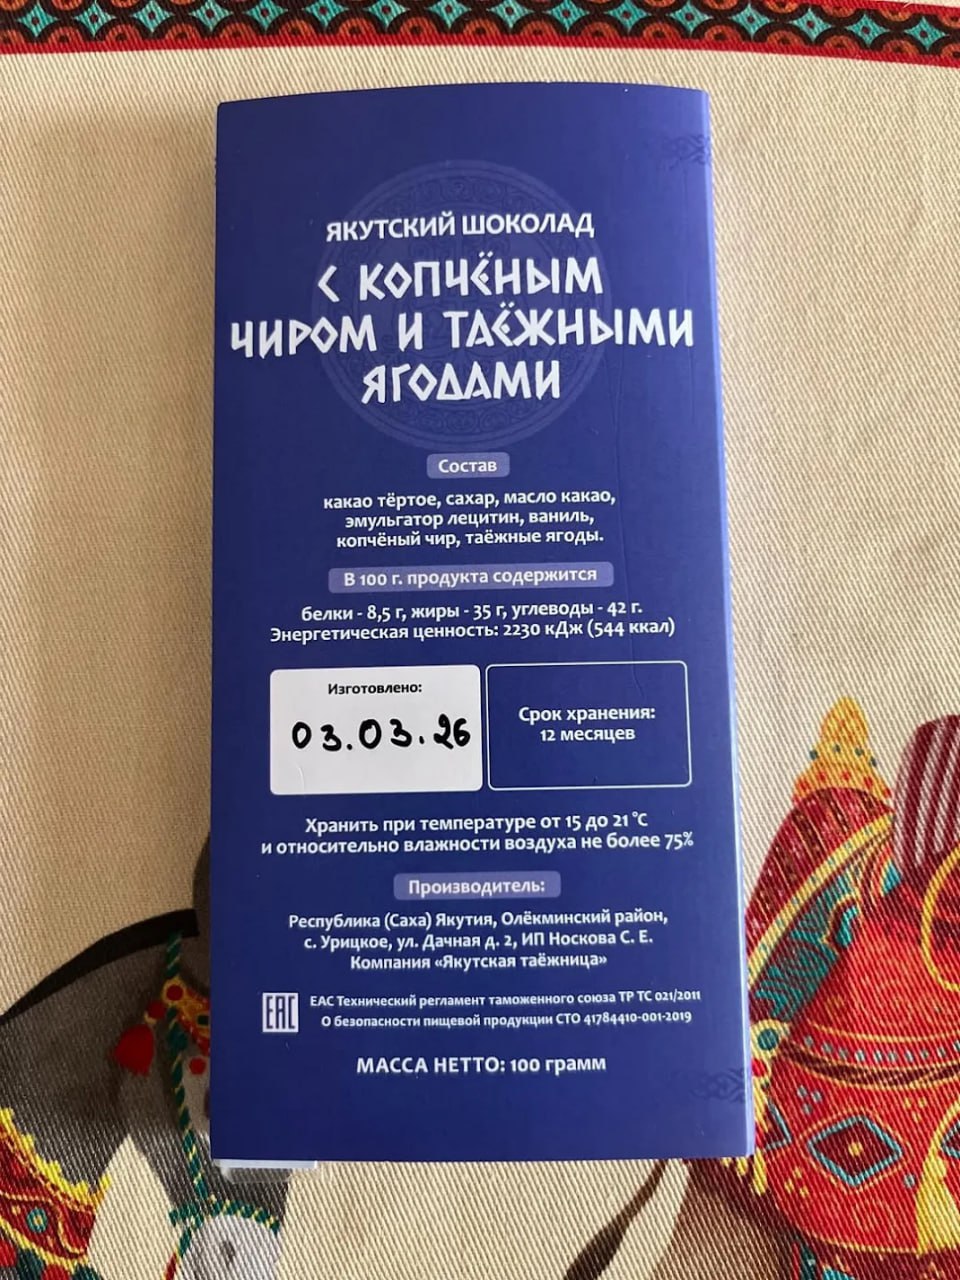 ЯКУТСКИЙ ШОКОЛАД
С КОПЧЁНЫМ
ЧИРОМ И ТАЁЖНЫМИ
ЯГОДАМИ
Состав
какао тёртое, сахар, масло какао,
эмульгатор лецитин, ваниль,
копчёный чир, таёжные ягоды.
В 100 г. продукта содержится
белки - 8,5 г, жиры - 35 г, углеводы - 42 г.
Энергетическая ценность: 2230 кДж (544 ккал)
Изготовлено:
03.03.26
Срок хранения:
12 месяцев
Хранить при температуре от 15 до 21 °С
и относительно влажности воздуха не более 75%
Производитель:
Республика (Саха) Якутия, Олёкминский район,
с. Урицкое, ул. Дачная д. 2, ИП Носкова С. Е.
Компания «Якутская таёжница»
EAC
ЕАС Технический регламент таможенного союза ТР ТС 021/2011
О безопасности пищевой продукции СТО 41784410-001-2019
МАССА НЕТТО: 100 грамм